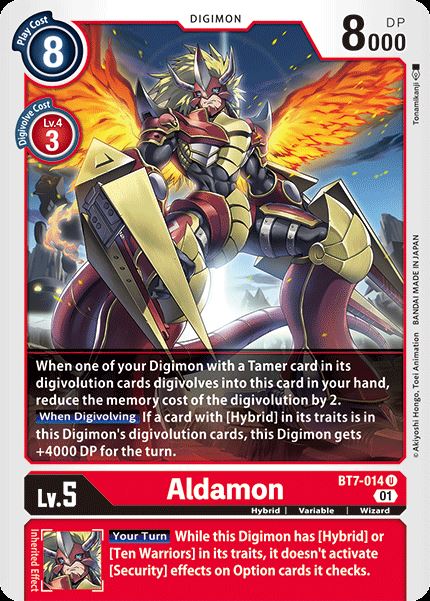 Play Cost
8
DIGIMON
DP
8000
Digivolve Cost
Lv.4
3
Tonamikanji
©Akiyoshi Hongo, Toei Animation BANDAI MADE IN JAPAN
When one of your Digimon with a Tamer card in its
digivolution cards digivolves into this card in your hand,
reduce the memory cost of the digivolution by 2.
When Digivolving If a card with [Hybrid] in its traits is in
this Digimon's digivolution cards, this Digimon gets
+4000 DP for the turn.
BT7-014 U
Lv.5
Aldamon
01
Hybrid | Variable | Wizard
Inherited Effect
Your Turn While this Digimon has [Hybrid] or
[Ten Warriors] in its traits, it doesn't activate
[Security] effects on Option cards it checks.